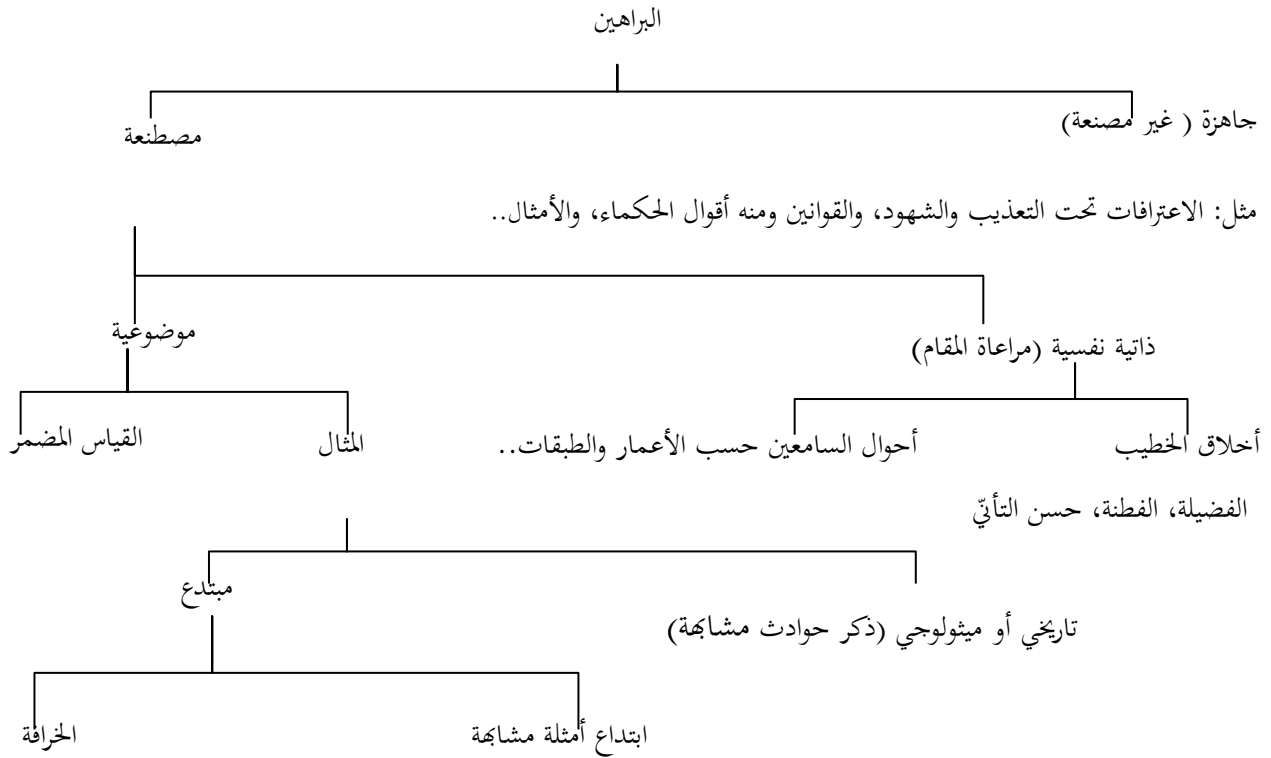 البراهين
جاهزة ( غير مصنعة)
مصطنعة
مثل: الاعترافات تحت التعذيب والشهود، والقوانين ومنه أقوال الحكماء، والأمثال..
ذاتية نفسية (مراعاة المقام)
موضوعية
أخلاق الخطيب
أحوال السامعين حسب الأعمار والطبقات..
المثال
القياس المضمر
الفضيلة، الفطنة، حسن التأنيّ
مبتدع
تاريخي أو ميثولوجي (ذكر حوادث مشابهة)
ابتداع أمثلة مشابهة
الخرافة